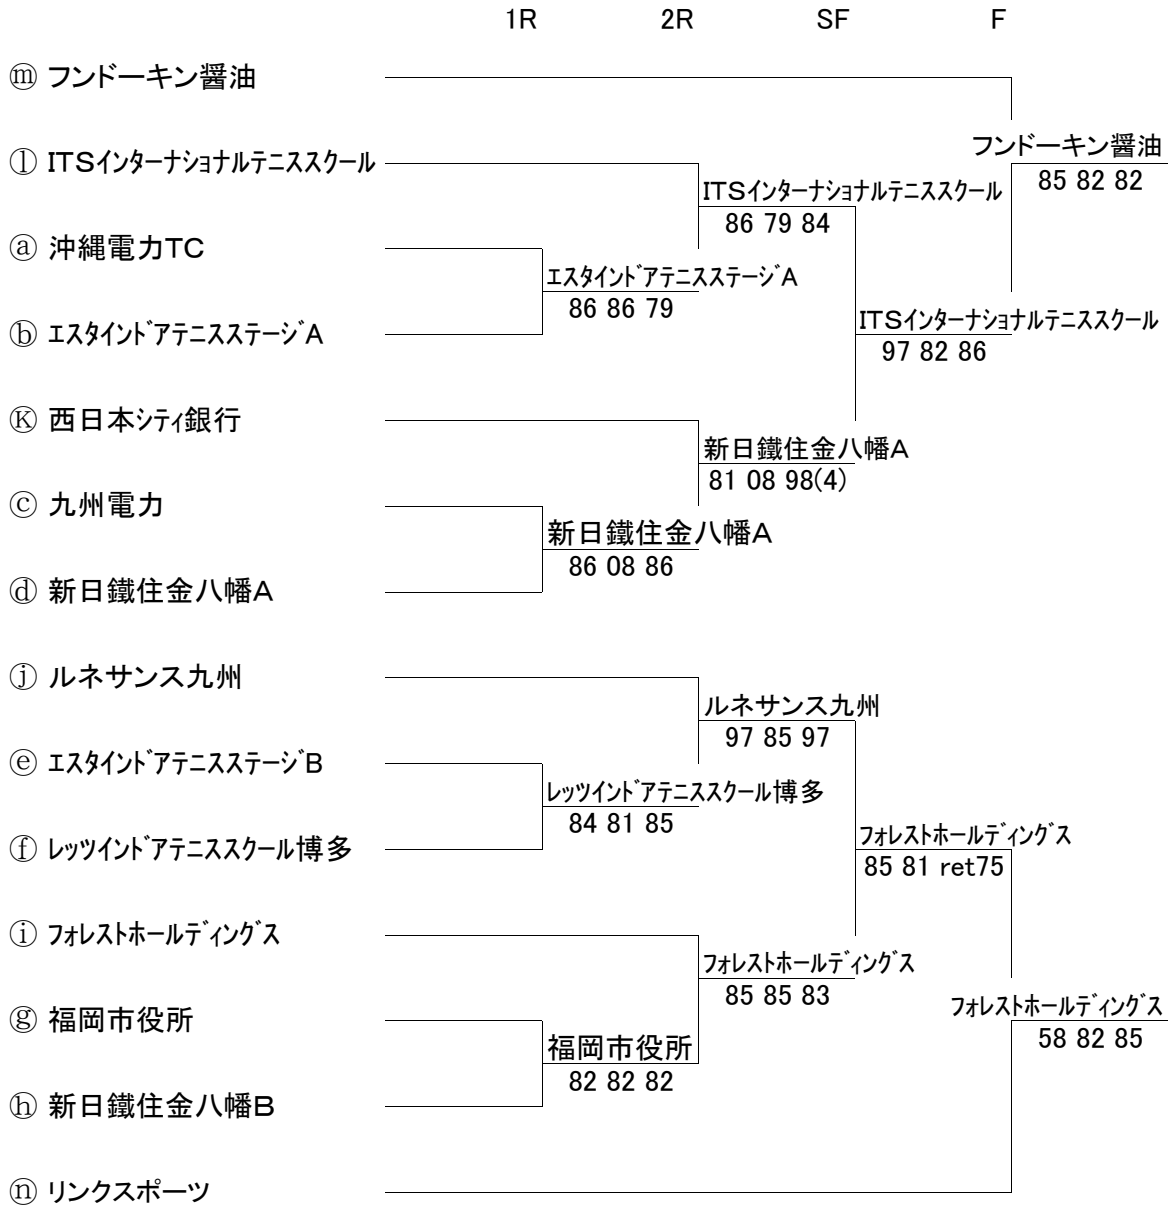 1R 2R SF F
ⓜ フンドーキン醤油
フンドーキン醤油
ⓛ ITSインターナショナルテニススクール
85 82 82
ITSインターナショナルテニススクール
86 79 84
ⓐ 沖縄電力TC
エスタインドアテニスステージA
86 86 79
ITSインターナショナルテニススクール
ⓑ エスタインドアテニスステージA
97 82 86
Ⓚ 西日本シティ銀行
新日鐵住金八幡A
81 08 98(4)
ⓒ 九州電力
新日鐵住金八幡A
86 08 86
ⓓ 新日鐵住金八幡A
ⓙ ルネサンス九州
ルネサンス九州
97 85 97
ⓔ エスタインドアテニスステージB
レッツインドアテニススクール博多
84 81 85
フォレストホールディングス
ⓕ レッツインドアテニススクール博多
85 81 ret75
ⓘ フォレストホールディングス
フォレストホールディングス
85 85 83
フォレストホールディングス
ⓖ 福岡市役所
58 82 85
福岡市役所
82 82 82
ⓗ 新日鐵住金八幡B
ⓝ リンクスポーツ